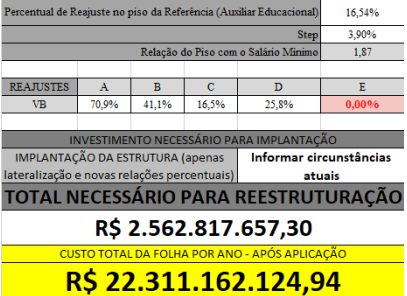 Percentual de Reajuste no piso da Referência (Auxiliar Educacional) 16,54%
Step 3,90%
Relação do Piso com o Salário Mínimo 1,87
REAJUSTES A B C D E
VB 70,9% 41,1% 16,5% 25,8% 0,00%
INVESTIMENTO NECESSÁRIO PARA IMPLANTAÇÃO
IMPLANTAÇÃO DA ESTRUTURA (apenas
lateralização e novas relações percentuais)
Informar circunstâncias
atuais
TOTAL NECESSÁRIO PARA REESTRUTURAÇÃO
R$ 2.562.817.657,30
CUSTO TOTAL DA FOLHA POR ANO - APÓS APLICAÇÃO
R$ 22.311.162.124,94